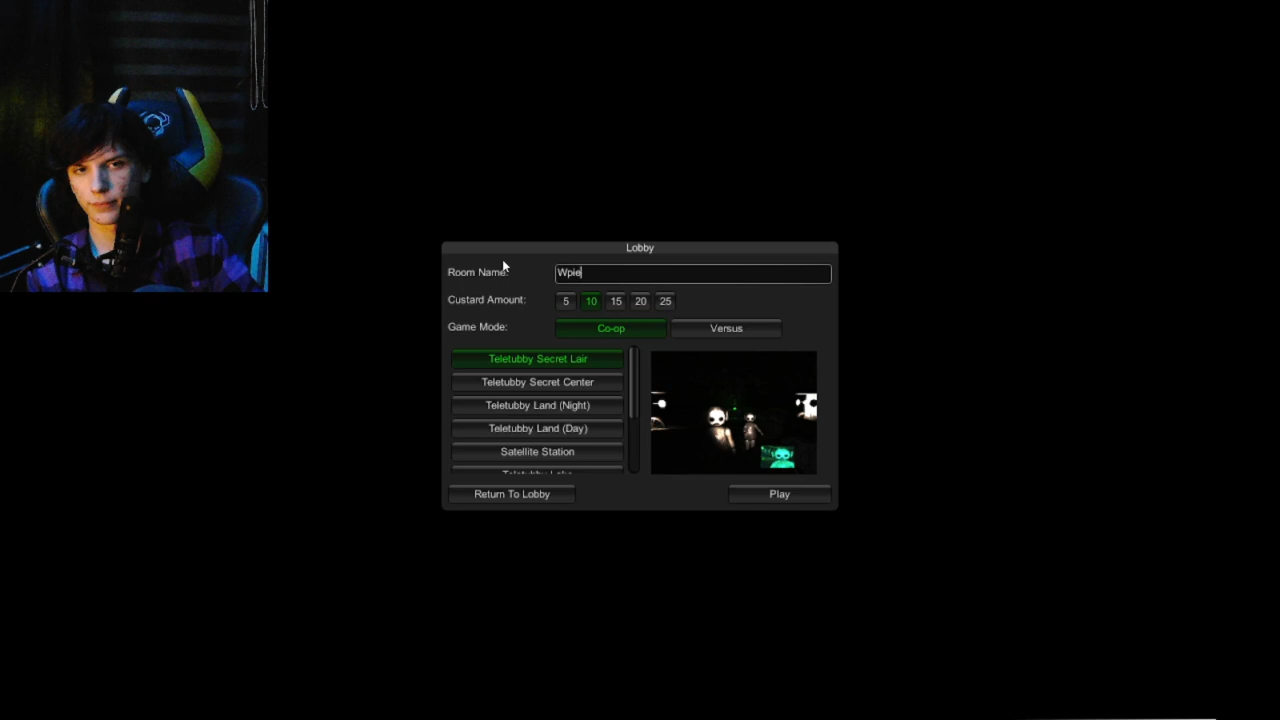 Lobby
Room Name:
Wpie
Custard Amount:
5 10 15 20 25
Game Mode:
Co-op Versus
Teletubby Secret Lair
Teletubby Secret Center
Teletubby Land (Night)
Teletubby Land (Day)
Satellite Station
Return To Lobby
Play